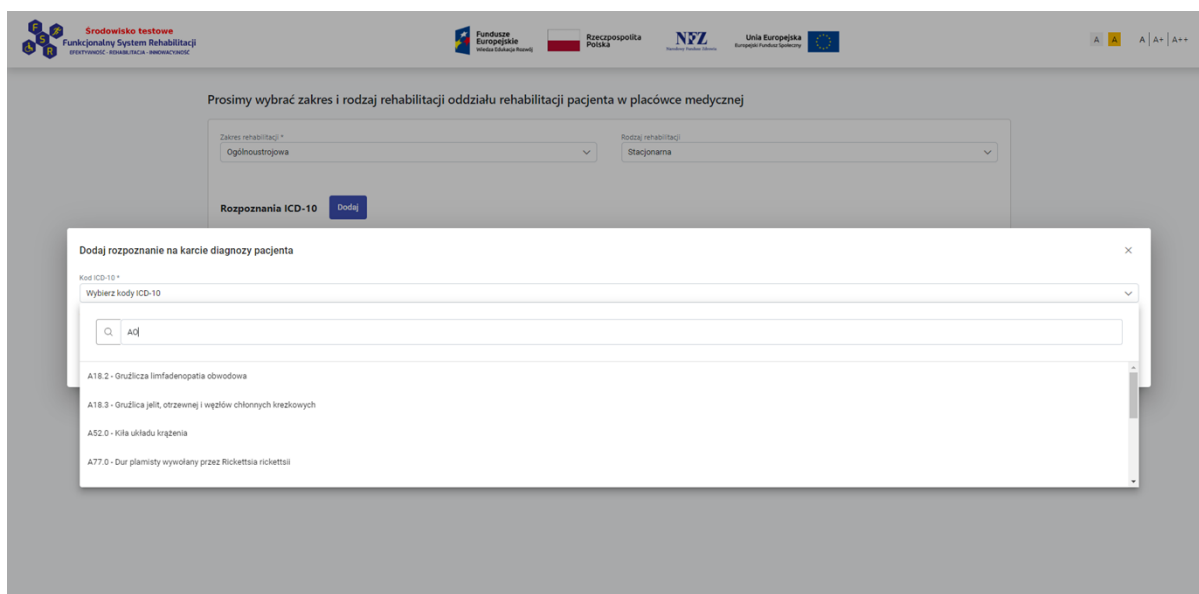 Środowisko testowe
Funkcjonalny System Rehabilitacji
EFEKTYWNOŚĆ - REHABILITACJA - INNOWACYJNOŚĆ
F
S
R
Fundusze
Europejskie
Wiedza Edukacja Rozwój
Rzeczpospolita
Polska
NFZ
Narodowy Fundusz Zdrowia
Unia Europejska
Europejski Fundusz Społeczny
A A A A+ A++
Prosimy wybrać zakres i rodzaj rehabilitacji oddziału rehabilitacji pacjenta w placówce medycznej
Zakres rehabilitacji * Rodzaj rehabilitacji
Ogólnoustrojowa Stacjonarna
Rozpoznania ICD-10 Dodaj
Dodaj rozpoznanie na karcie diagnozy pacjenta
Kod ICD-10 *
Wybierz kody ICD-10
A0
A18.2 - Gruźlicza limfadenopatia obwodowa
A18.3 - Gruźlica jelit, otrzewnej i węzłów chłonnych krezkowych
A52.0 - Kiła układu krążenia
A77.0 - Dur plamisty wywołany przez Rickettsia rickettsii